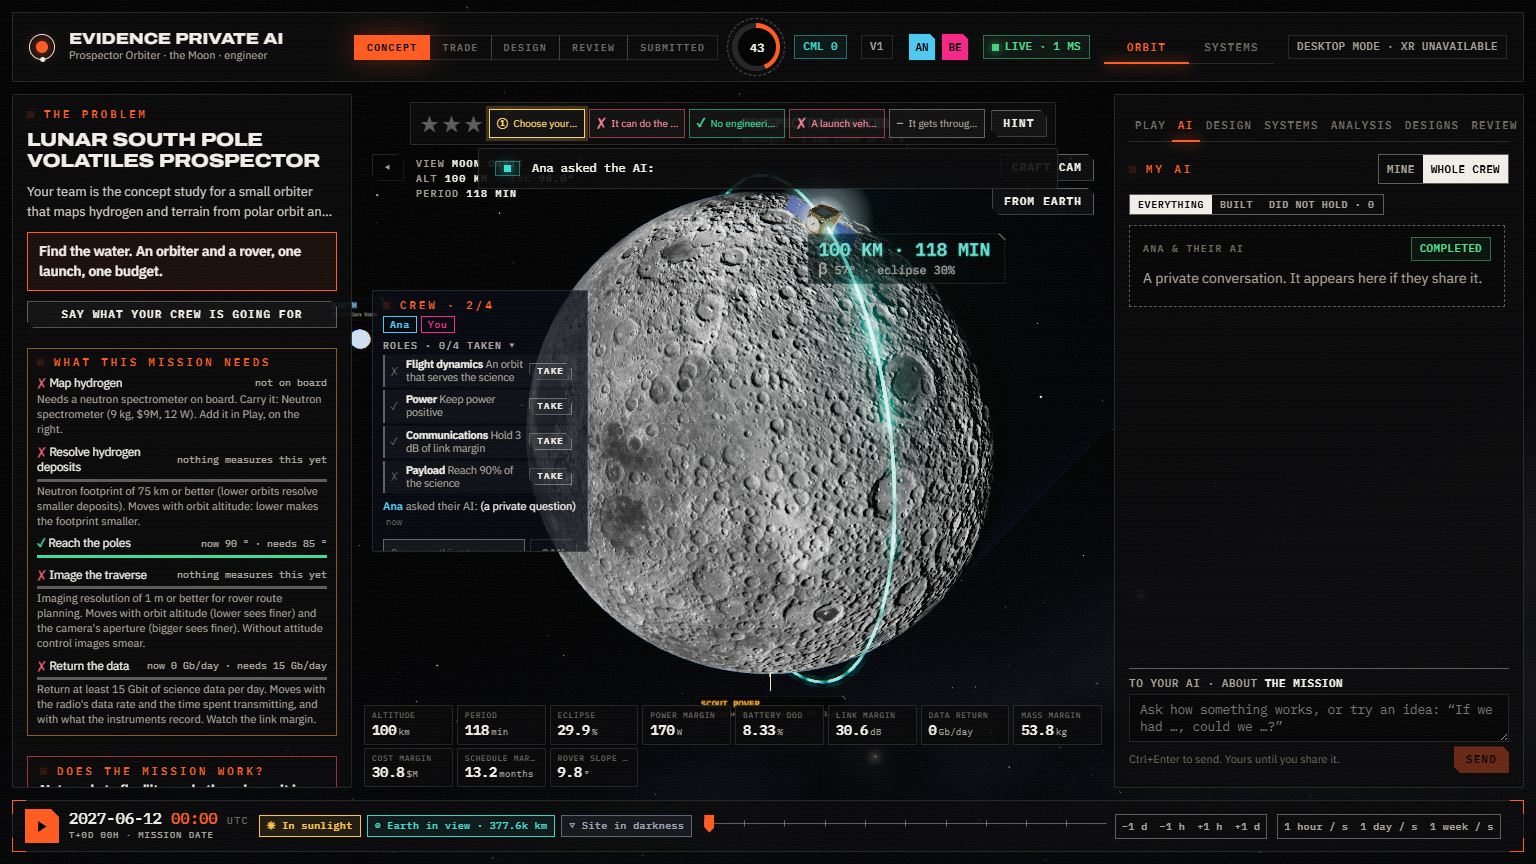 EVIDENCE PRIVATE AI
Prospector Orbiter · the Moon · engineer
CONCEPT TRADE DESIGN REVIEW SUBMITTED
43
CML 0
V1
AN BE
LIVE · 1 MS
ORBIT SYSTEMS
DESKTOP MODE · XR UNAVAILABLE
THE PROBLEM
LUNAR SOUTH POLE
VOLATILES PROSPECTOR
Your team is the concept study for a small orbiter
that maps hydrogen and terrain from polar orbit an...
Find the water. An orbiter and a rover, one
launch, one budget.
SAY WHAT YOUR CREW IS GOING FOR
WHAT THIS MISSION NEEDS
✗ Map hydrogen not on board
Needs a neutron spectrometer on board. Carry it: Neutron
spectrometer (9 kg, $9M, 12 W). Add it in Play, on the
right.
✗ Resolve hydrogen
deposits nothing measures this yet
Neutron footprint of 75 km or better (lower orbits resolve
smaller deposits). Moves with orbit altitude: lower makes
the footprint smaller.
✓ Reach the poles now 90 ° · needs 85 °
✗ Image the traverse nothing measures this yet
Imaging resolution of 1 m or better for rover route
planning. Moves with orbit altitude (lower sees finer) and
the camera's aperture (bigger sees finer). Without attitude
control images smear.
✗ Return the data now 0 Gb/day · needs 15 Gb/day
Return at least 15 Gbit of science data per day. Moves with
the radio's data rate and the time spent transmitting, and
with what the instruments record. Watch the link margin.
DOES THE MISSION WORK?
★★★
① Choose your...
✗ It can do the ...
✓ No engineeri...
✗ A launch veh...
— It gets throug...
HINT
◂
VIEW MOON
ALT 100 K
PERIOD 118 MIN
Ana asked the AI:
CRAFT CAM
FROM EARTH
100 KM · 118 MIN
β 57° · eclipse 30%
CREW · 2/4
Ana You
ROLES · 0/4 TAKEN ▾
✗ Flight dynamics An orbit
that serves the science TAKE
✓ Power Keep power
positive TAKE
✓ Communications Hold 3
dB of link margin TAKE
✗ Payload Reach 90% of
the science TAKE
Ana asked their AI: (a private question)
now
SCOUT ROVER
ALTITUDE
100 km
PERIOD
118 min
ECLIPSE
29.9 %
POWER MARGIN
170 W
BATTERY DOD
8.33 %
LINK MARGIN
30.6 dB
DATA RETURN
0 Gb/day
MASS MARGIN
53.8 kg
COST MARGIN
30.8 $M
SCHEDULE MAR…
13.2 months
ROVER SLOPE …
9.8 °
PLAY AI DESIGN SYSTEMS ANALYSIS DESIGNS REVIEW
MY AI
MINE WHOLE CREW
EVERYTHING BUILT DID NOT HOLD · 0
ANA & THEIR AI
COMPLETED
A private conversation. It appears here if they share it.
TO YOUR AI · ABOUT THE MISSION
Ask how something works, or try an idea: “If we
had …, could we …?”
Ctrl+Enter to send. Yours until you share it.
SEND
2027-06-12 00:00 UTC
T+0D 00H · MISSION DATE
In sunlight
Earth in view · 377.6k km
Site in darkness
−1 d −1 h +1 h +1 d
1 hour / s 1 day / s 1 week / s